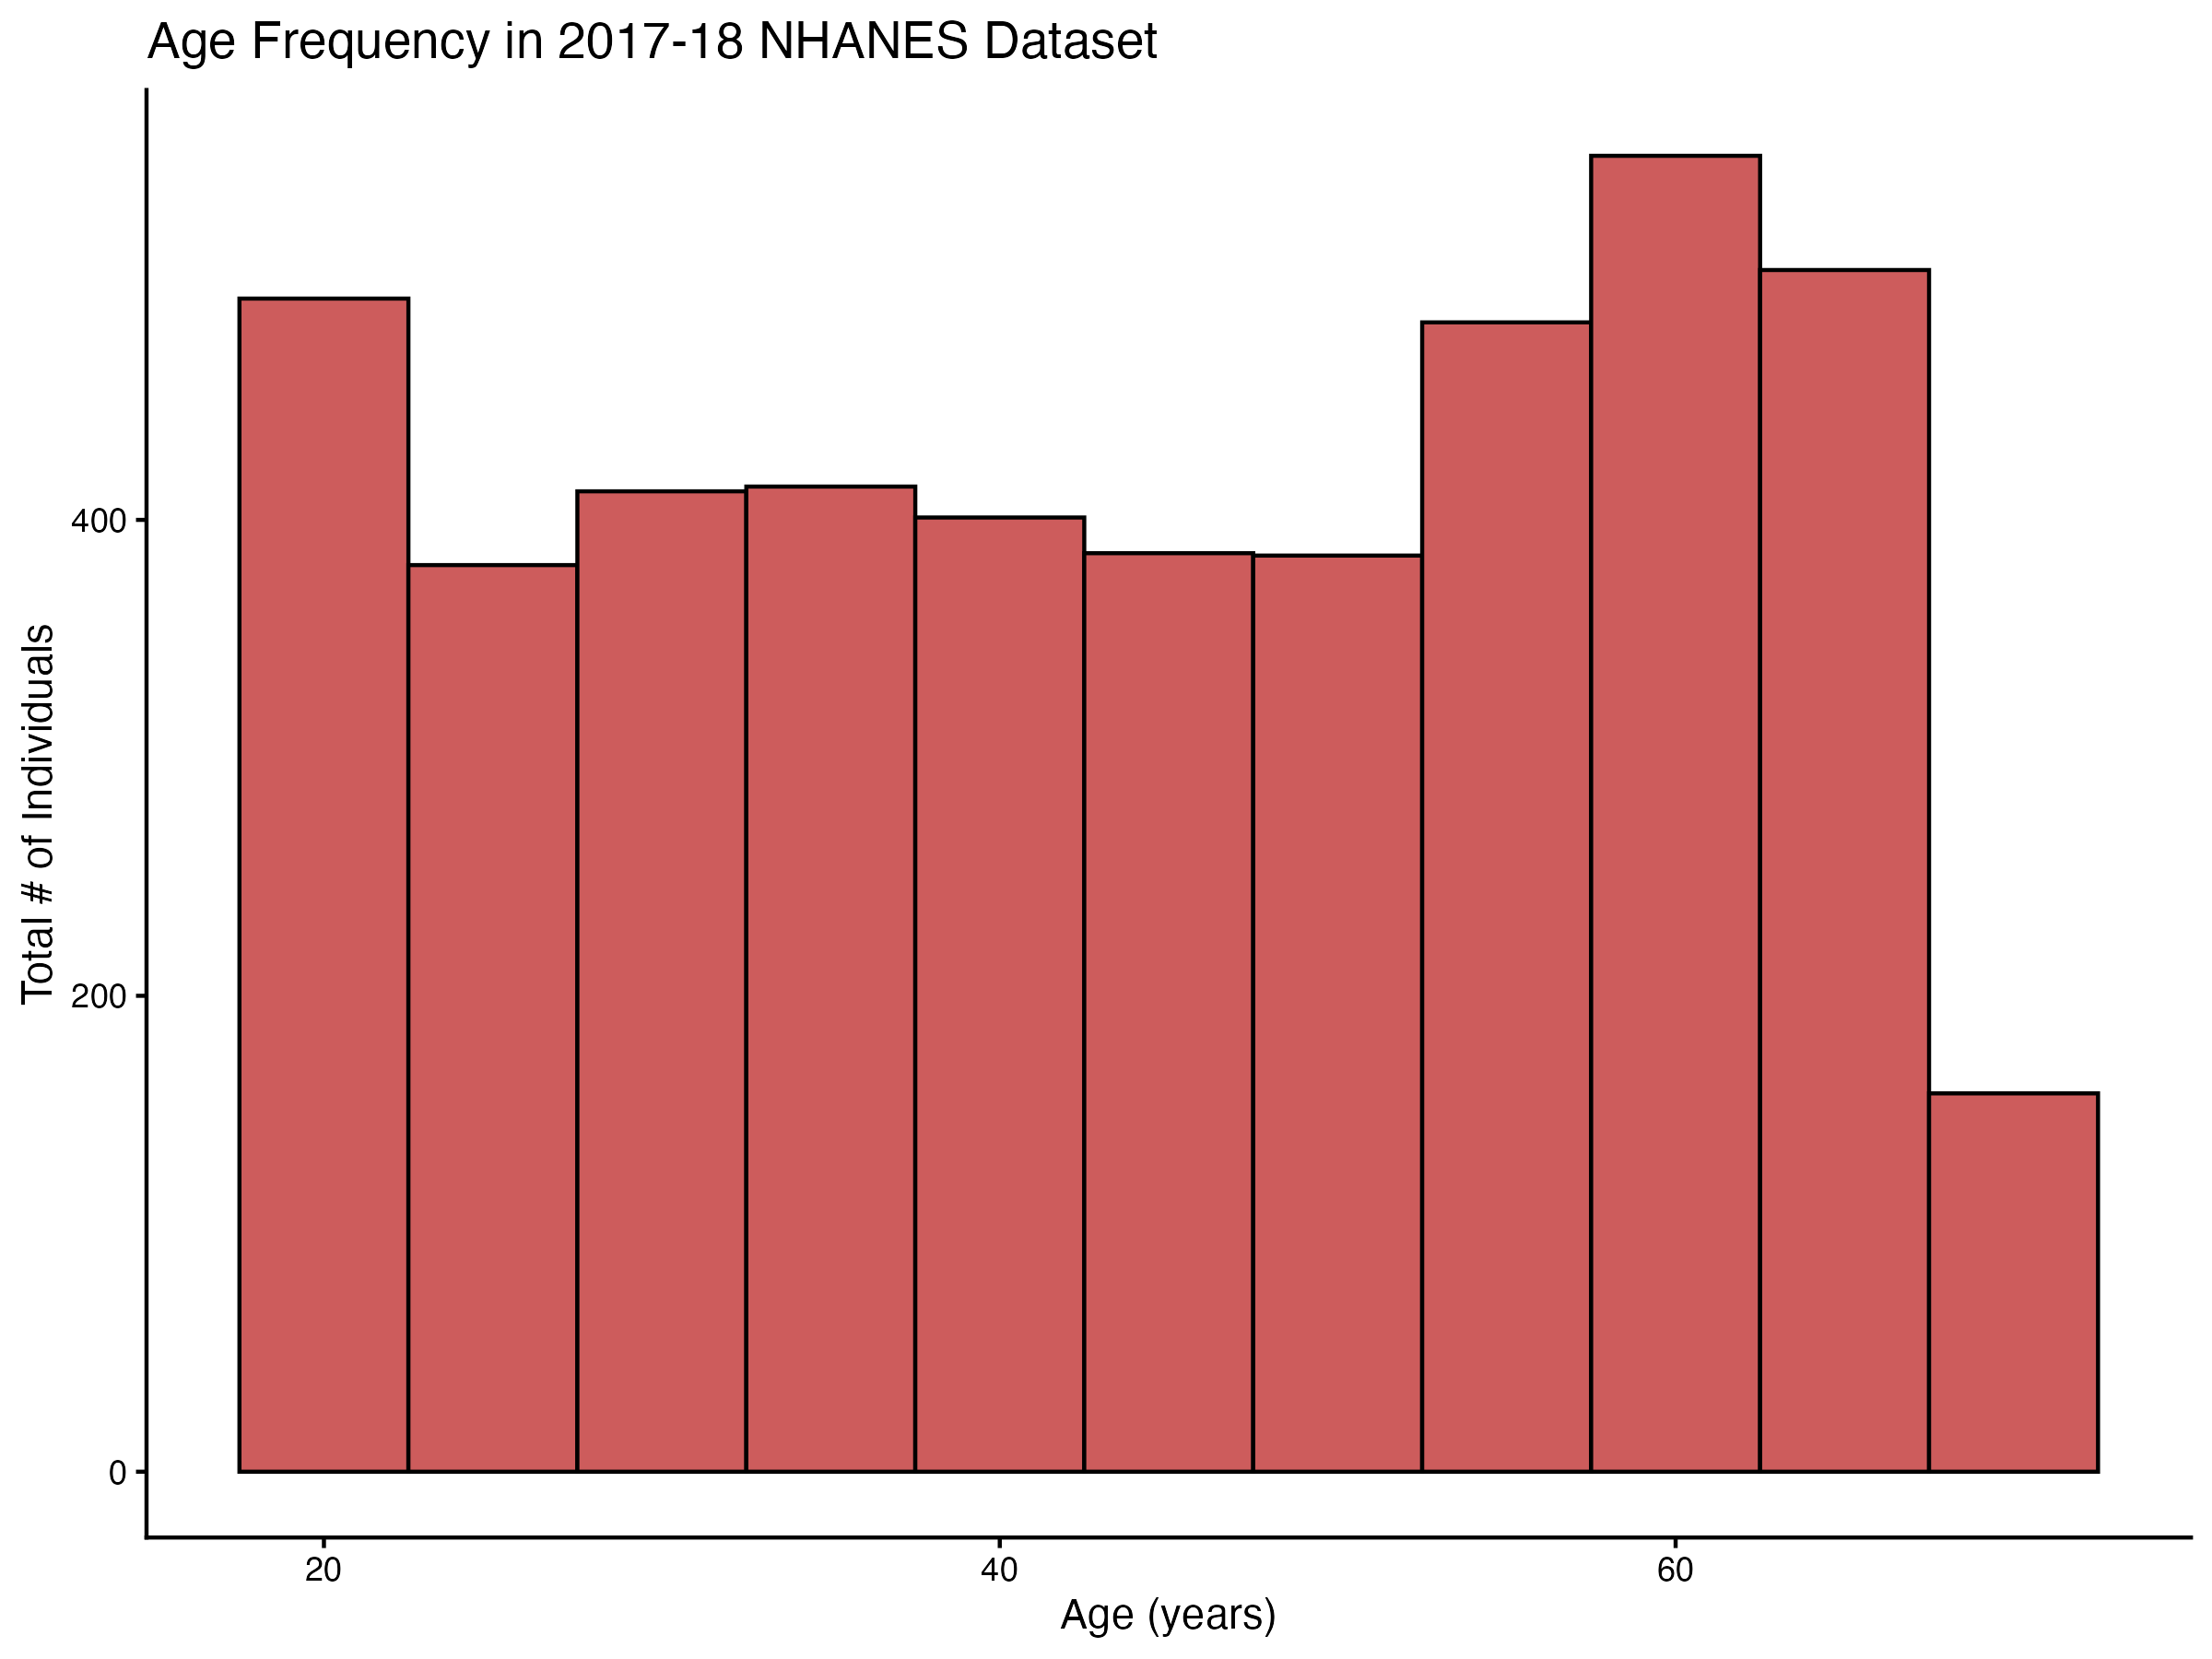 Age Frequency in 2017-18 NHANES Dataset
Total # of Individuals
400
200
0
20
40
60
Age (years)